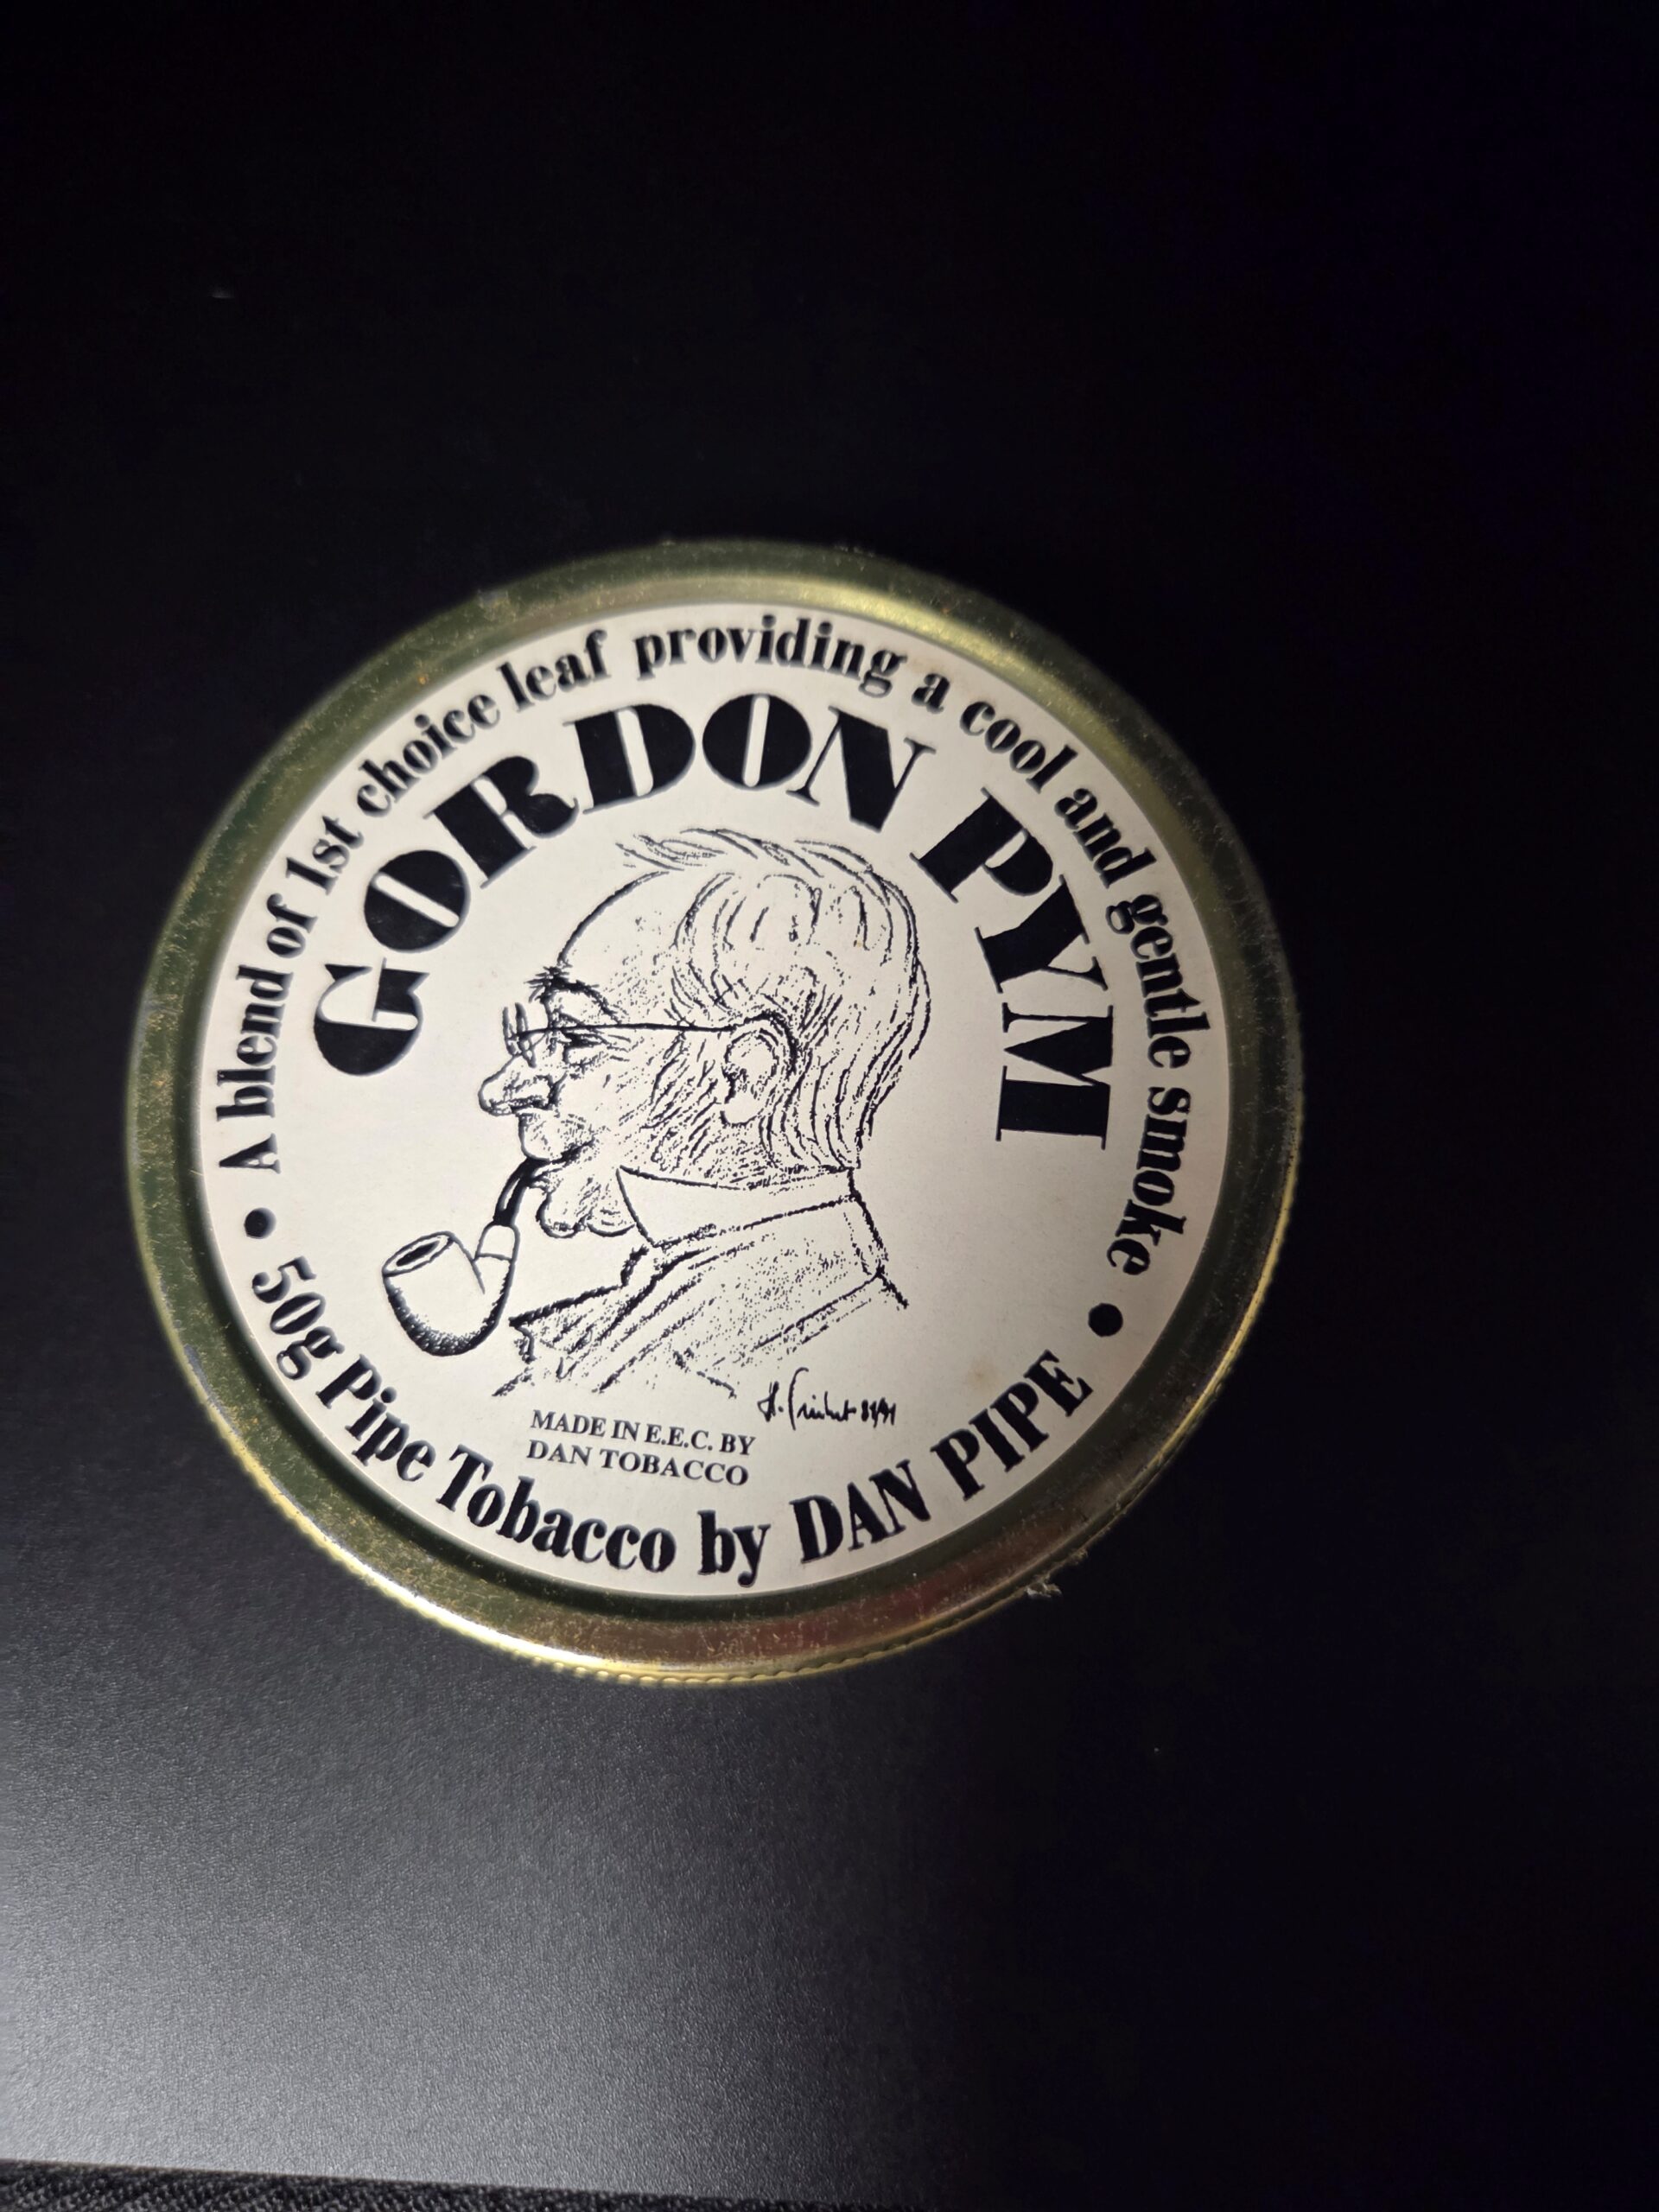 • A blend of 1st choice leaf providing a cool and gentle smoke •
GORDON PYM
MADE IN E.E.C. BY
DAN TOBACCO
50g Pipe Tobacco by DAN PIPE